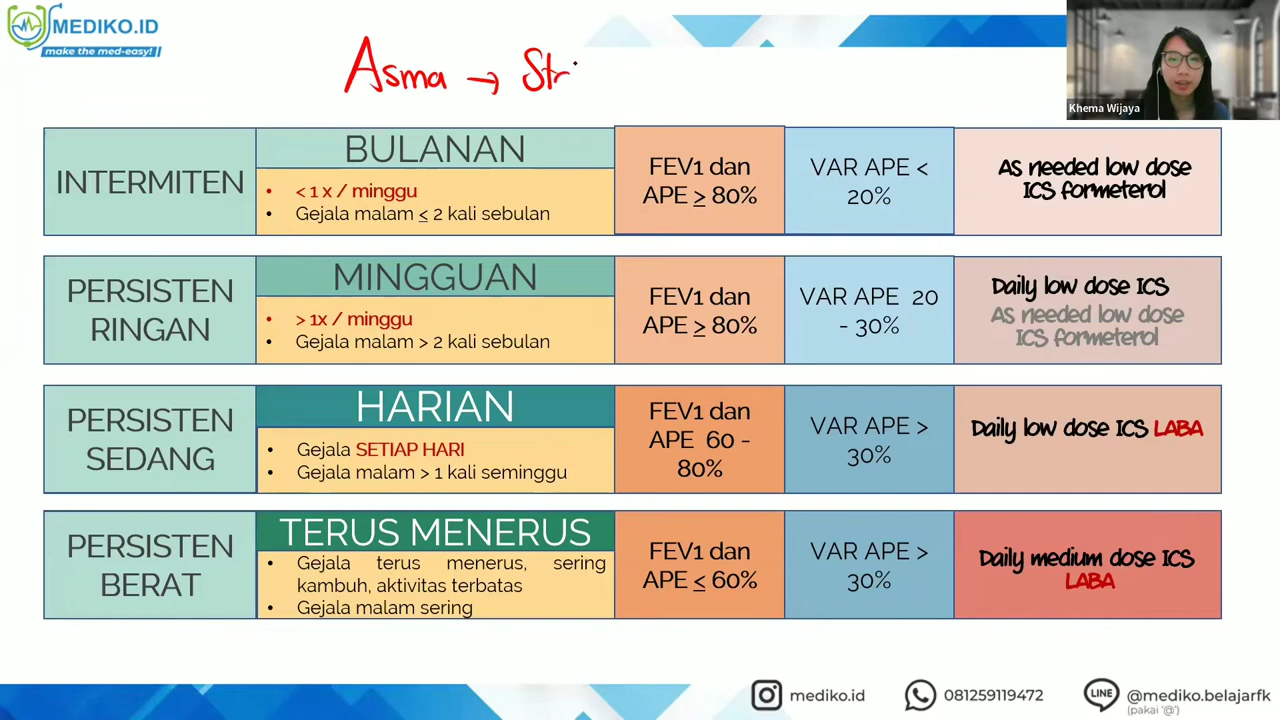 MEDIKO.ID
make the med-easy!
Asma → Str
Khema Wijaya
INTERMITEN
BULANAN
• < 1 x / minggu
• Gejala malam ≤ 2 kali sebulan
FEV1 dan
APE ≥ 80%
VAR APE <
20%
As needed low dose
ICS formeterol
PERSISTEN
RINGAN
MINGGUAN
• > 1x / minggu
• Gejala malam > 2 kali sebulan
FEV1 dan
APE ≥ 80%
VAR APE 20
- 30%
Daily low dose ICS
As needed low dose
ICS formeterol
PERSISTEN
SEDANG
HARIAN
• Gejala SETIAP HARI
• Gejala malam > 1 kali seminggu
FEV1 dan
APE 60 -
80%
VAR APE >
30%
Daily low dose ICS LABA
PERSISTEN
BERAT
TERUS MENERUS
• Gejala terus menerus, sering
kambuh, aktivitas terbatas
• Gejala malam sering
FEV1 dan
APE ≤ 60%
VAR APE >
30%
Daily medium dose ICS
LABA
mediko.id
081259119472
LINE
@mediko.belajarfk
(pakai '@')